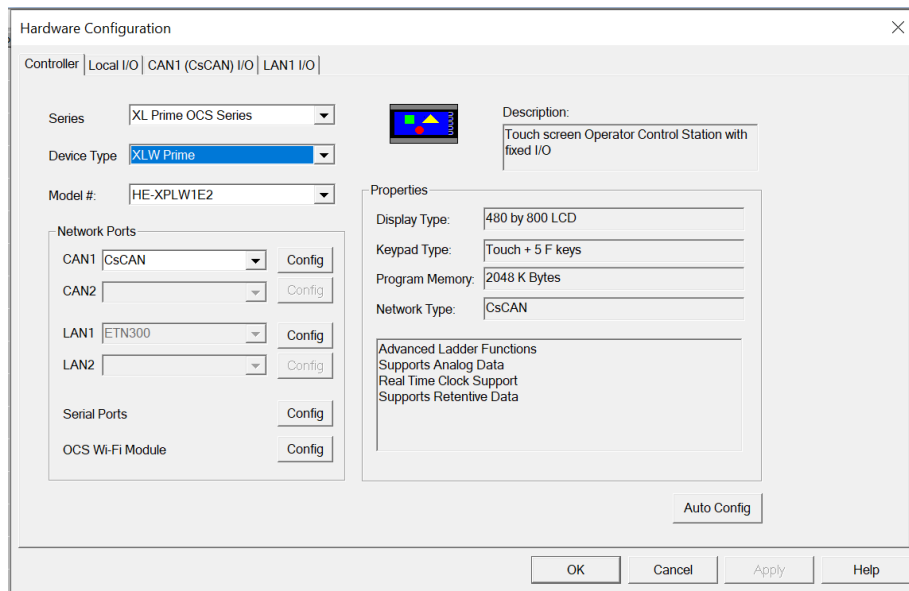 Hardware Configuration
Controller Local I/O CAN1 (CsCAN) I/O LAN1 I/O
Series XL Prime OCS Series
Device Type XLW Prime
Model #: HE-XPLW1E2
Description:
Touch screen Operator Control Station with
fixed I/O
Network Ports
CAN1 CsCAN Config
CAN2 Config
LAN1 ETN300 Config
LAN2 Config
Serial Ports Config
OCS Wi-Fi Module Config
Properties
Display Type: 480 by 800 LCD
Keypad Type: Touch + 5 F keys
Program Memory: 2048 K Bytes
Network Type: CsCAN
Advanced Ladder Functions
Supports Analog Data
Real Time Clock Support
Supports Retentive Data
Auto Config
OK Cancel Apply Help